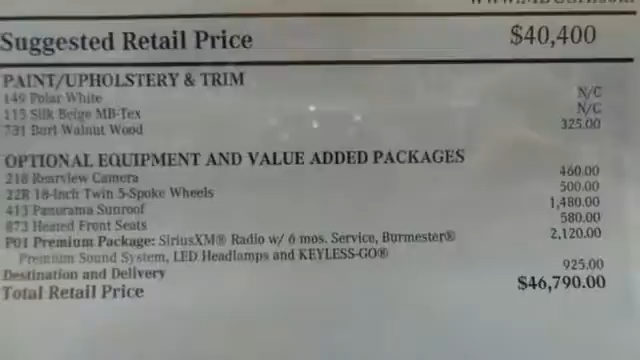 Suggested Retail Price $40,400
PAINT/UPHOLSTERY & TRIM
149 Polar White N/C
115 Silk Beige MB-Tex N/C
731 Burl Walnut Wood 325.00
OPTIONAL EQUIPMENT AND VALUE ADDED PACKAGES
218 Rearview Camera 460.00
22R 18-Inch Twin 5-Spoke Wheels 500.00
413 Panorama Sunroof 1,480.00
873 Heated Front Seats 580.00
P01 Premium Package: SiriusXM® Radio w/ 6 mos. Service, Burmester® 2,120.00
Premium Sound System, LED Headlamps and KEYLESS-GO®
Destination and Delivery 925.00
Total Retail Price $46,790.00